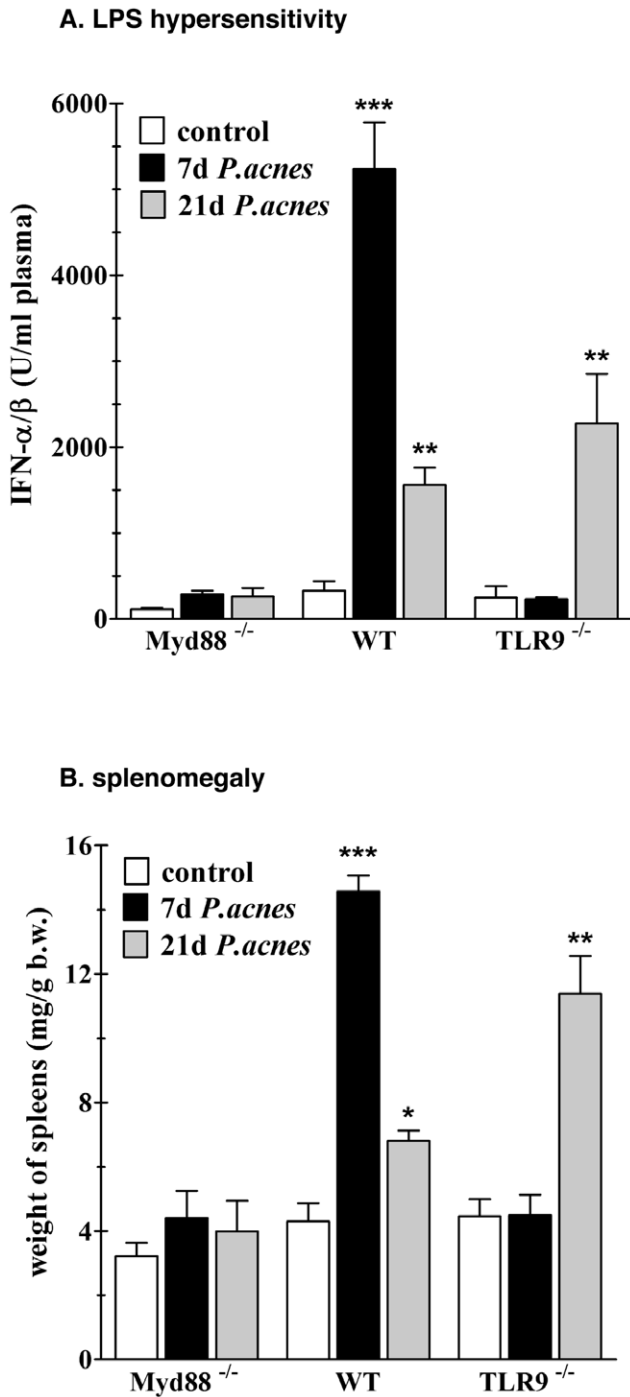 A. LPS hypersensitivity
IFN-α/β (U/ml plasma)
6000
4000
2000
0
control
7d P.acnes
21d P.acnes
***
**
**
Myd88 -/-
WT
TLR9 -/-
B. splenomegaly
weight of spleens (mg/g b.w.)
16
12
8
4
0
control
7d P.acnes
21d P.acnes
***
*
**
Myd88 -/-
WT
TLR9 -/-